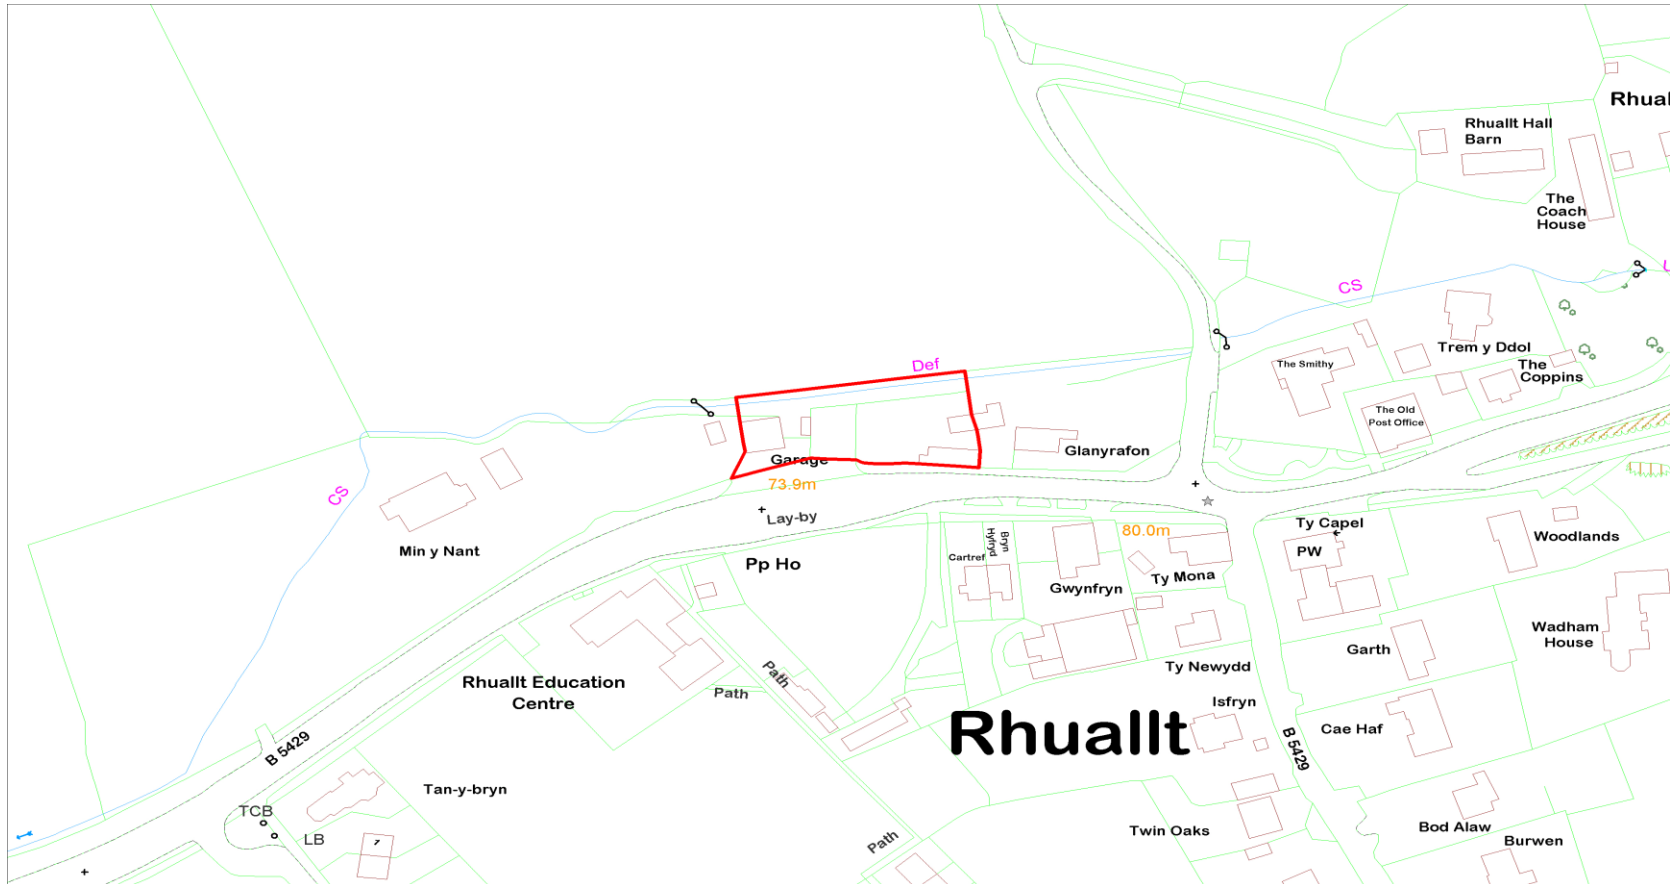 Rhuallt Hall
Barn
The
Coach
House
CS
Def
The Smithy
Trem y Ddol
The
Coppins
The Old
Post Office
Glanyrafon
Garage
73.9m
Lay-by
CS
Min y Nant
Pp Ho
Cartref
Bryn
Hyfryd
80.0m
Gwynfryn
Ty Mona
Ty Capel
PW
Woodlands
Wadham
House
Garth
Ty Newydd
Isfryn
Cae Haf
Rhuallt Education
Centre
Path
Path
Rhuallt
B 5429
B 5429
Tan-y-bryn
TCB
LB
7
Path
Twin Oaks
Bod Alaw
Burwen